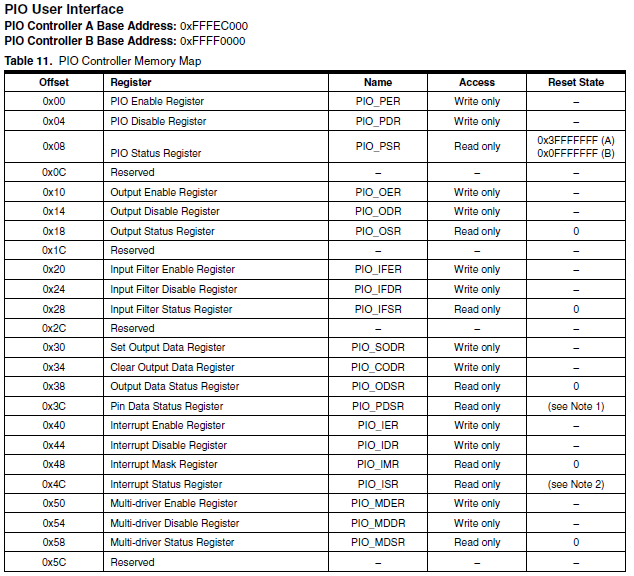 PIO User Interface
PIO Controller A Base Address: 0xFFFEC000
PIO Controller B Base Address: 0xFFFF0000
Table 11. PIO Controller Memory Map
Offset Register Name Access Reset State
0x00 PIO Enable Register PIO_PER Write only –
0x04 PIO Disable Register PIO_PDR Write only –
0x08 PIO Status Register PIO_PSR Read only 0x3FFFFFFF (A)
0x0FFFFFFF (B)
0x0C Reserved – – –
0x10 Output Enable Register PIO_OER Write only –
0x14 Output Disable Register PIO_ODR Write only –
0x18 Output Status Register PIO_OSR Read only 0
0x1C Reserved – – –
0x20 Input Filter Enable Register PIO_IFER Write only –
0x24 Input Filter Disable Register PIO_IFDR Write only –
0x28 Input Filter Status Register PIO_IFSR Read only 0
0x2C Reserved – – –
0x30 Set Output Data Register PIO_SODR Write only –
0x34 Clear Output Data Register PIO_CODR Write only –
0x38 Output Data Status Register PIO_ODSR Read only 0
0x3C Pin Data Status Register PIO_PDSR Read only (see Note 1)
0x40 Interrupt Enable Register PIO_IER Write only –
0x44 Interrupt Disable Register PIO_IDR Write only –
0x48 Interrupt Mask Register PIO_IMR Read only 0
0x4C Interrupt Status Register PIO_ISR Read only (see Note 2)
0x50 Multi-driver Enable Register PIO_MDER Write only –
0x54 Multi-driver Disable Register PIO_MDDR Write only –
0x58 Multi-driver Status Register PIO_MDSR Read only 0
0x5C Reserved – – –